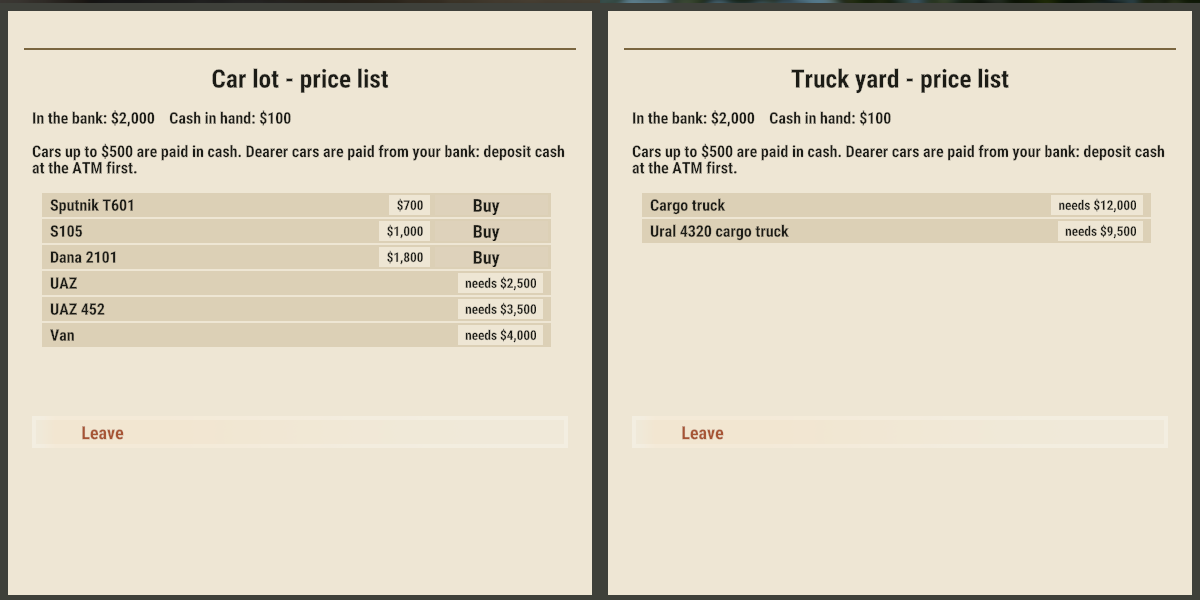 Car lot - price list
In the bank: $2,000    Cash in hand: $100
Cars up to $500 are paid in cash. Dearer cars are paid from your bank: deposit cash
at the ATM first.
Sputnik T601 $700 Buy
S105 $1,000 Buy
Dana 2101 $1,800 Buy
UAZ needs $2,500
UAZ 452 needs $3,500
Van needs $4,000
Leave
Truck yard - price list
In the bank: $2,000    Cash in hand: $100
Cars up to $500 are paid in cash. Dearer cars are paid from your bank: deposit cash
at the ATM first.
Cargo truck needs $12,000
Ural 4320 cargo truck needs $9,500
Leave